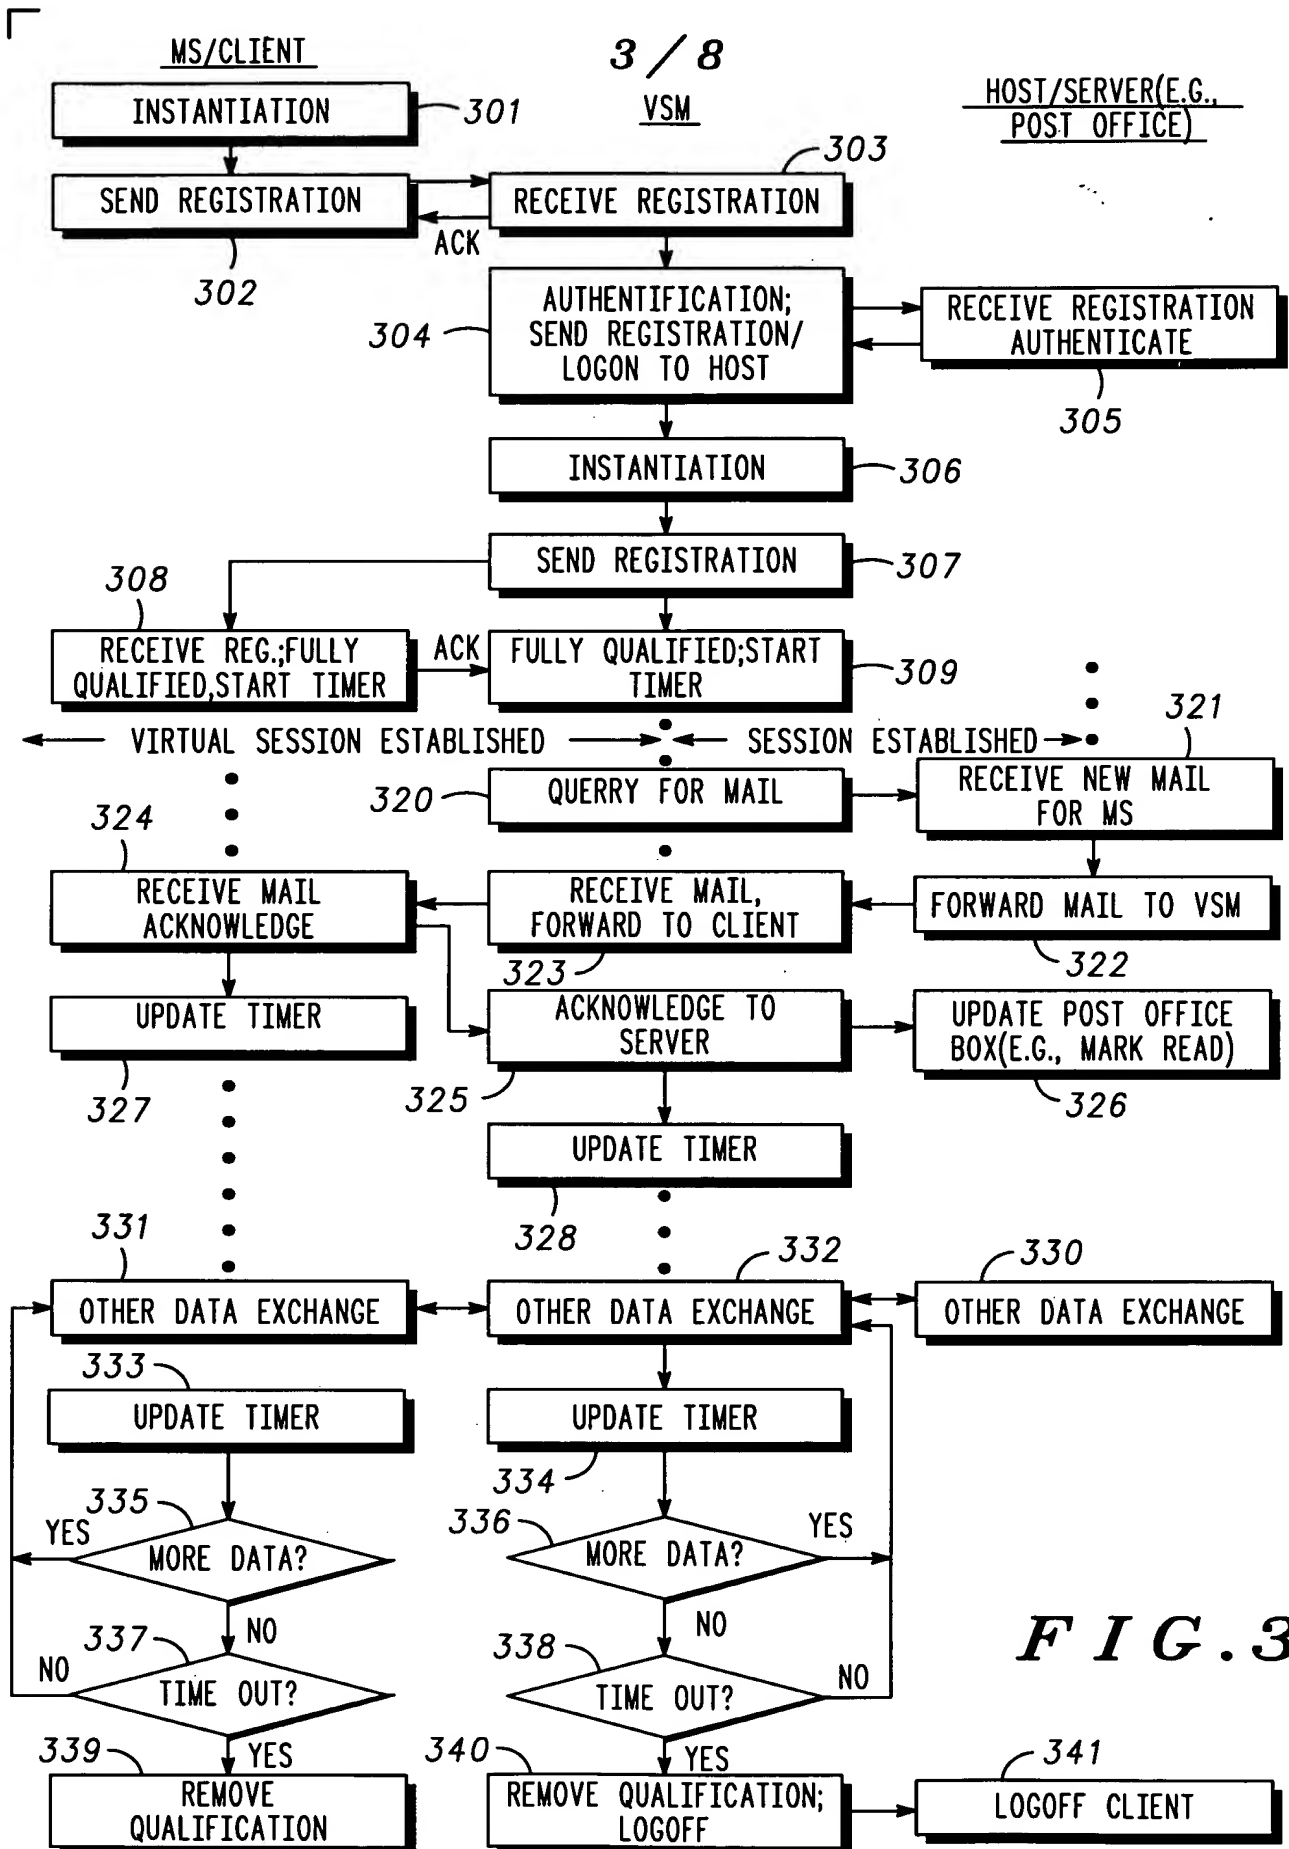 3/8
MS/CLIENT
VSM
HOST/SERVER(E.G.,
POST OFFICE)
INSTANTIATION
301
SEND REGISTRATION
302
303
RECEIVE REGISTRATION
ACK
304
AUTHENTIFICATION;
SEND REGISTRATION/
LOGON TO HOST
RECEIVE REGISTRATION
AUTHENTICATE
305
INSTANTIATION
306
SEND REGISTRATION
307
308
RECEIVE REG.;FULLY
QUALIFIED,START TIMER
ACK
FULLY QUALIFIED;START
TIMER
309
VIRTUAL SESSION ESTABLISHED
SESSION ESTABLISHED
321
320
QUERRY FOR MAIL
RECEIVE NEW MAIL
FOR MS
324
RECEIVE MAIL
ACKNOWLEDGE
RECEIVE MAIL,
FORWARD TO CLIENT
323
FORWARD MAIL TO VSM
322
UPDATE TIMER
327
ACKNOWLEDGE TO
SERVER
325
UPDATE POST OFFICE
BOX(E.G., MARK READ)
326
UPDATE TIMER
328
331
OTHER DATA EXCHANGE
332
OTHER DATA EXCHANGE
330
OTHER DATA EXCHANGE
333
UPDATE TIMER
UPDATE TIMER
334
335
YES
MORE DATA?
NO
336
MORE DATA?
YES
NO
337
NO
TIME OUT?
YES
338
TIME OUT?
NO
YES
FIG.3
339
REMOVE
QUALIFICATION
340
REMOVE QUALIFICATION;
LOGOFF
341
LOGOFF CLIENT